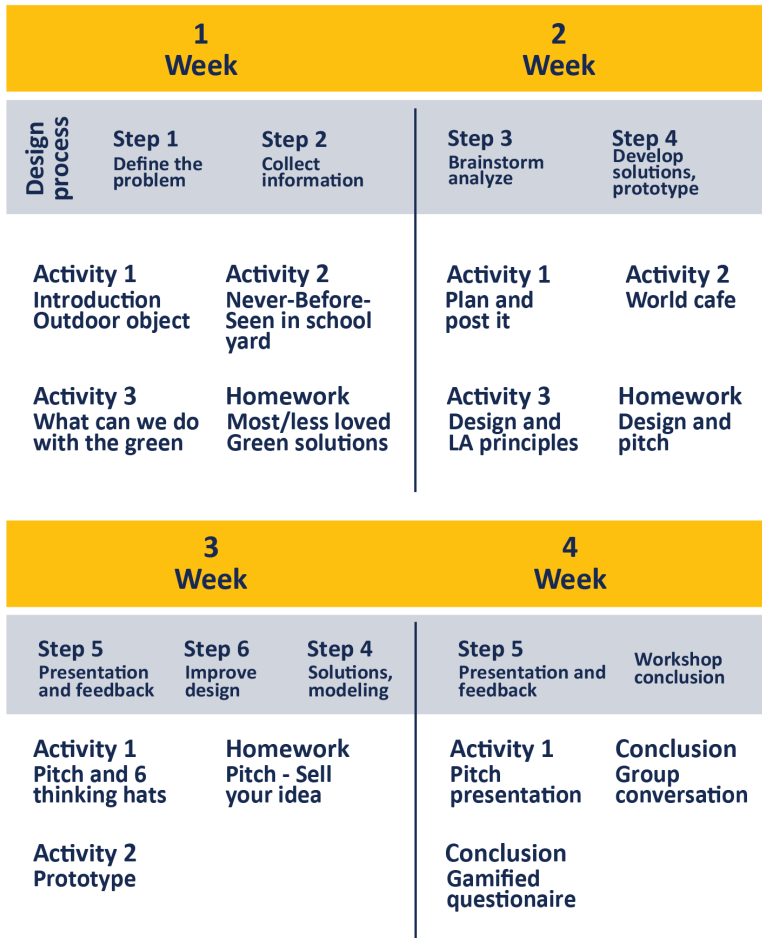 1
Week
2
Week
Design
process
Step 1
Define the
problem
Step 2
Collect
information
Step 3
Brainstorm
analyze
Step 4
Develop
solutions,
prototype
Activity 1
Introduction
Outdoor object
Activity 2
Never-Before-
Seen in school
yard
Activity 3
What can we do
with the green
Homework
Most/less loved
Green solutions
Activity 1
Plan and
post it
Activity 2
World cafe
Activity 3
Design and
LA principles
Homework
Design and
pitch
3
Week
4
Week
Step 5
Presentation
and feedback
Step 6
Improve
design
Step 4
Solutions,
modeling
Step 5
Presentation and
feedback
Workshop
conclusion
Activity 1
Pitch and 6
thinking hats
Homework
Pitch - Sell
your idea
Activity 2
Prototype
Activity 1
Pitch
presentation
Conclusion
Group
conversation
Conclusion
Gamified
questionaire